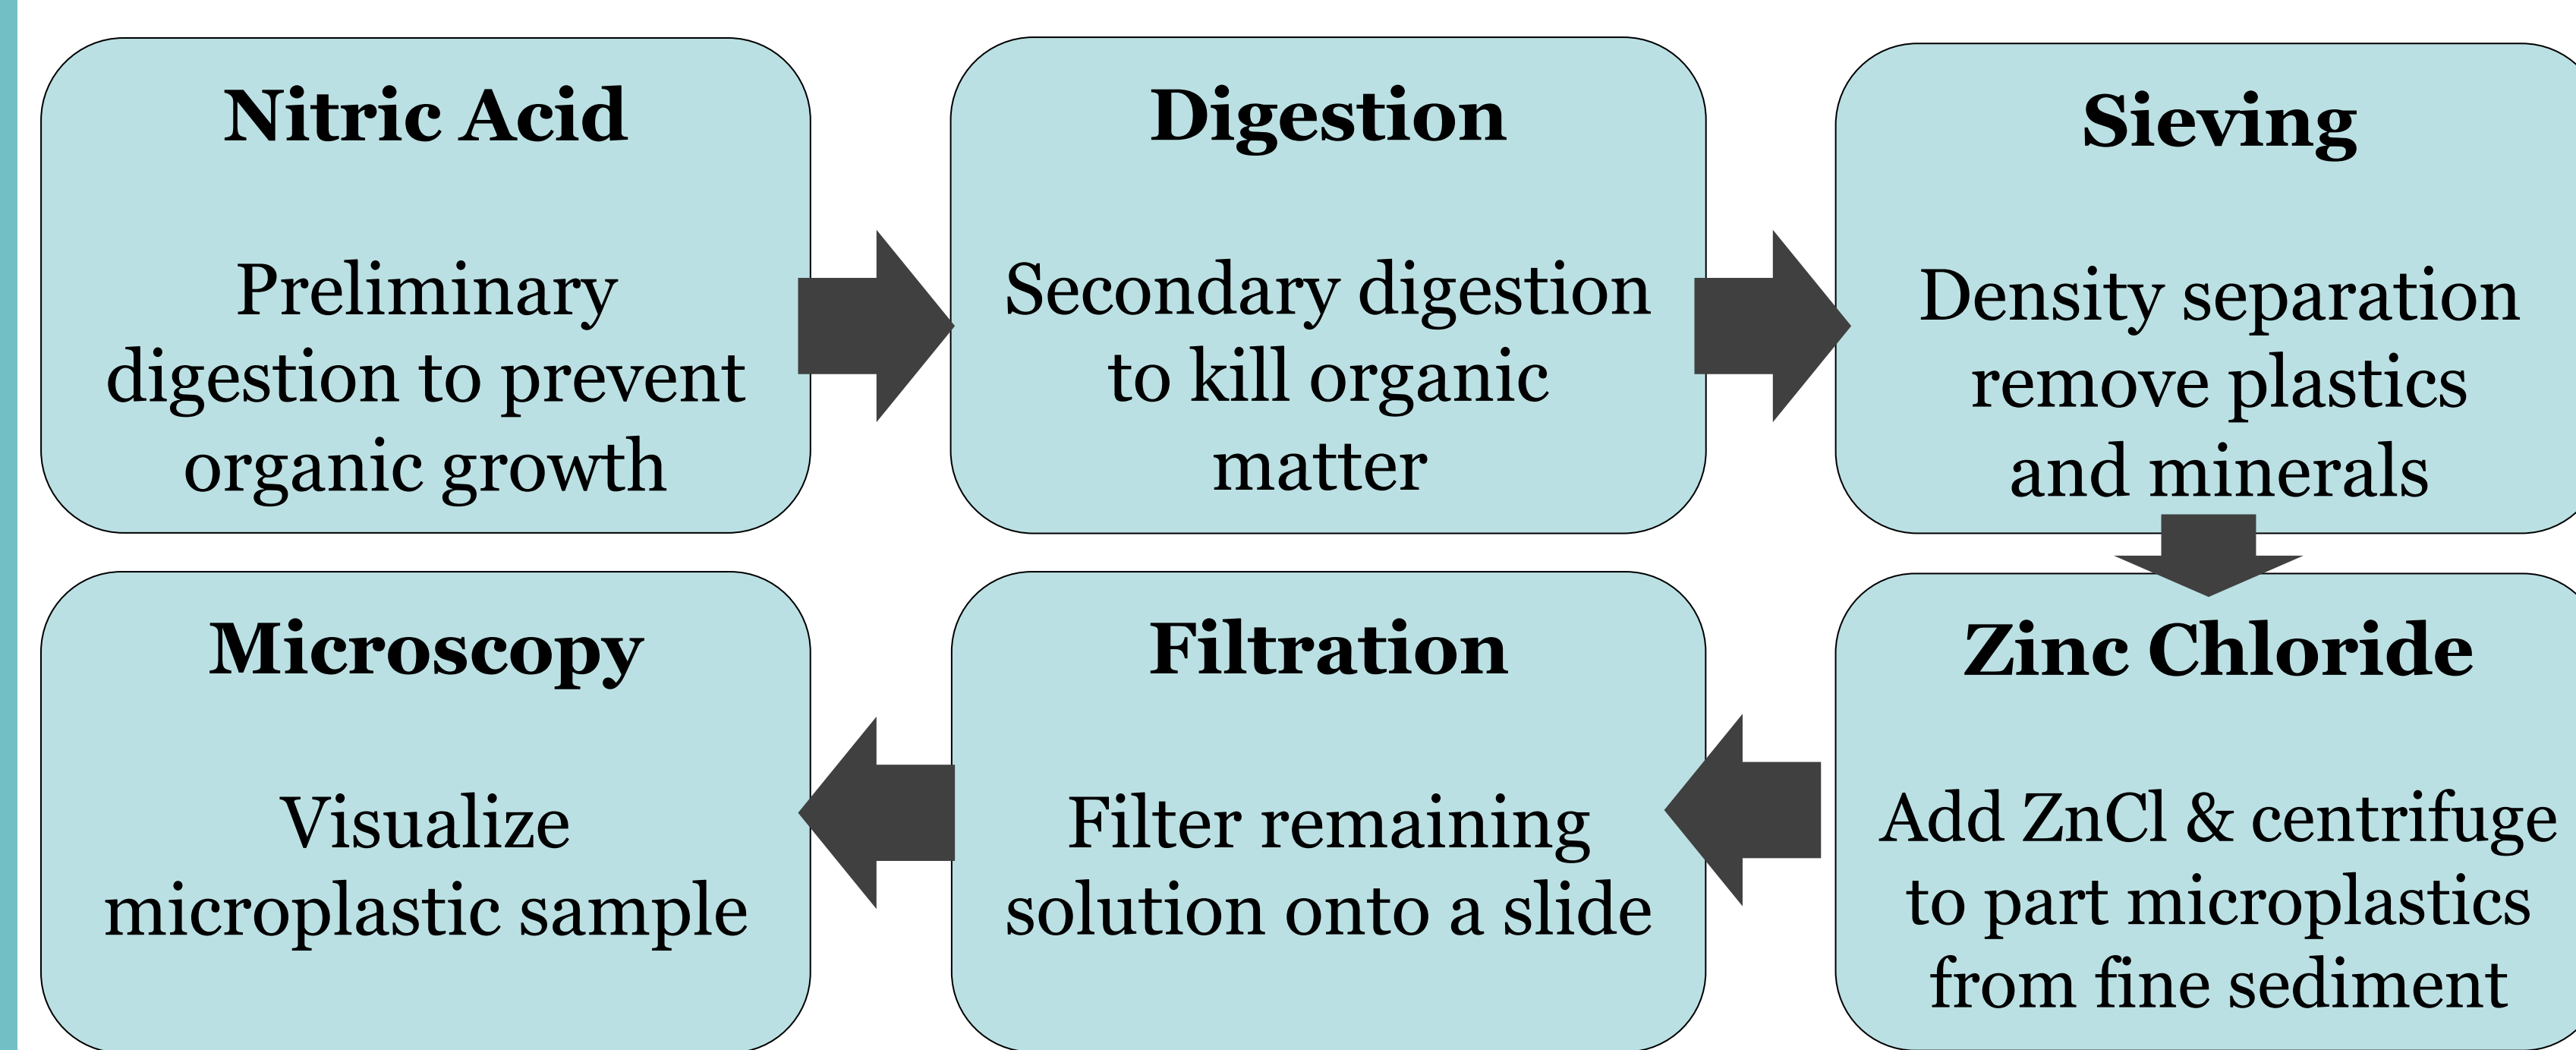 Nitric Acid
Preliminary
digestion to prevent
organic growth
Digestion
Secondary digestion
to kill organic
matter
Sieving
Density separation
remove plastics
and minerals
Zinc Chloride
Add ZnCl & centrifuge
to part microplastics
from fine sediment
Filtration
Filter remaining
solution onto a slide
Microscopy
Visualize
microplastic sample